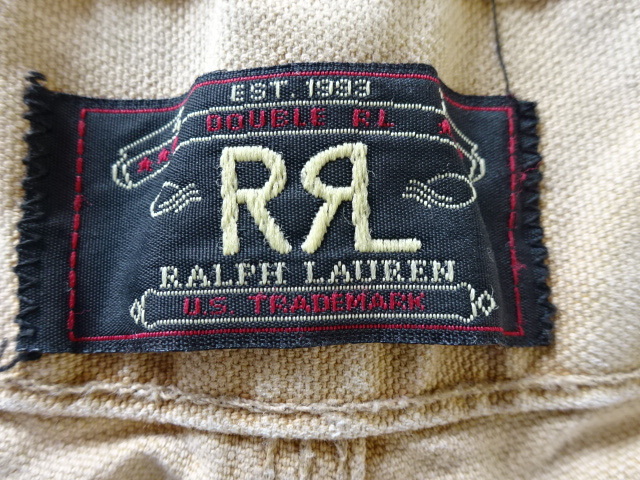 EST 1993
DOUBLE RL
RRL
RALPH LAUREN
U.S. TRADEMARK